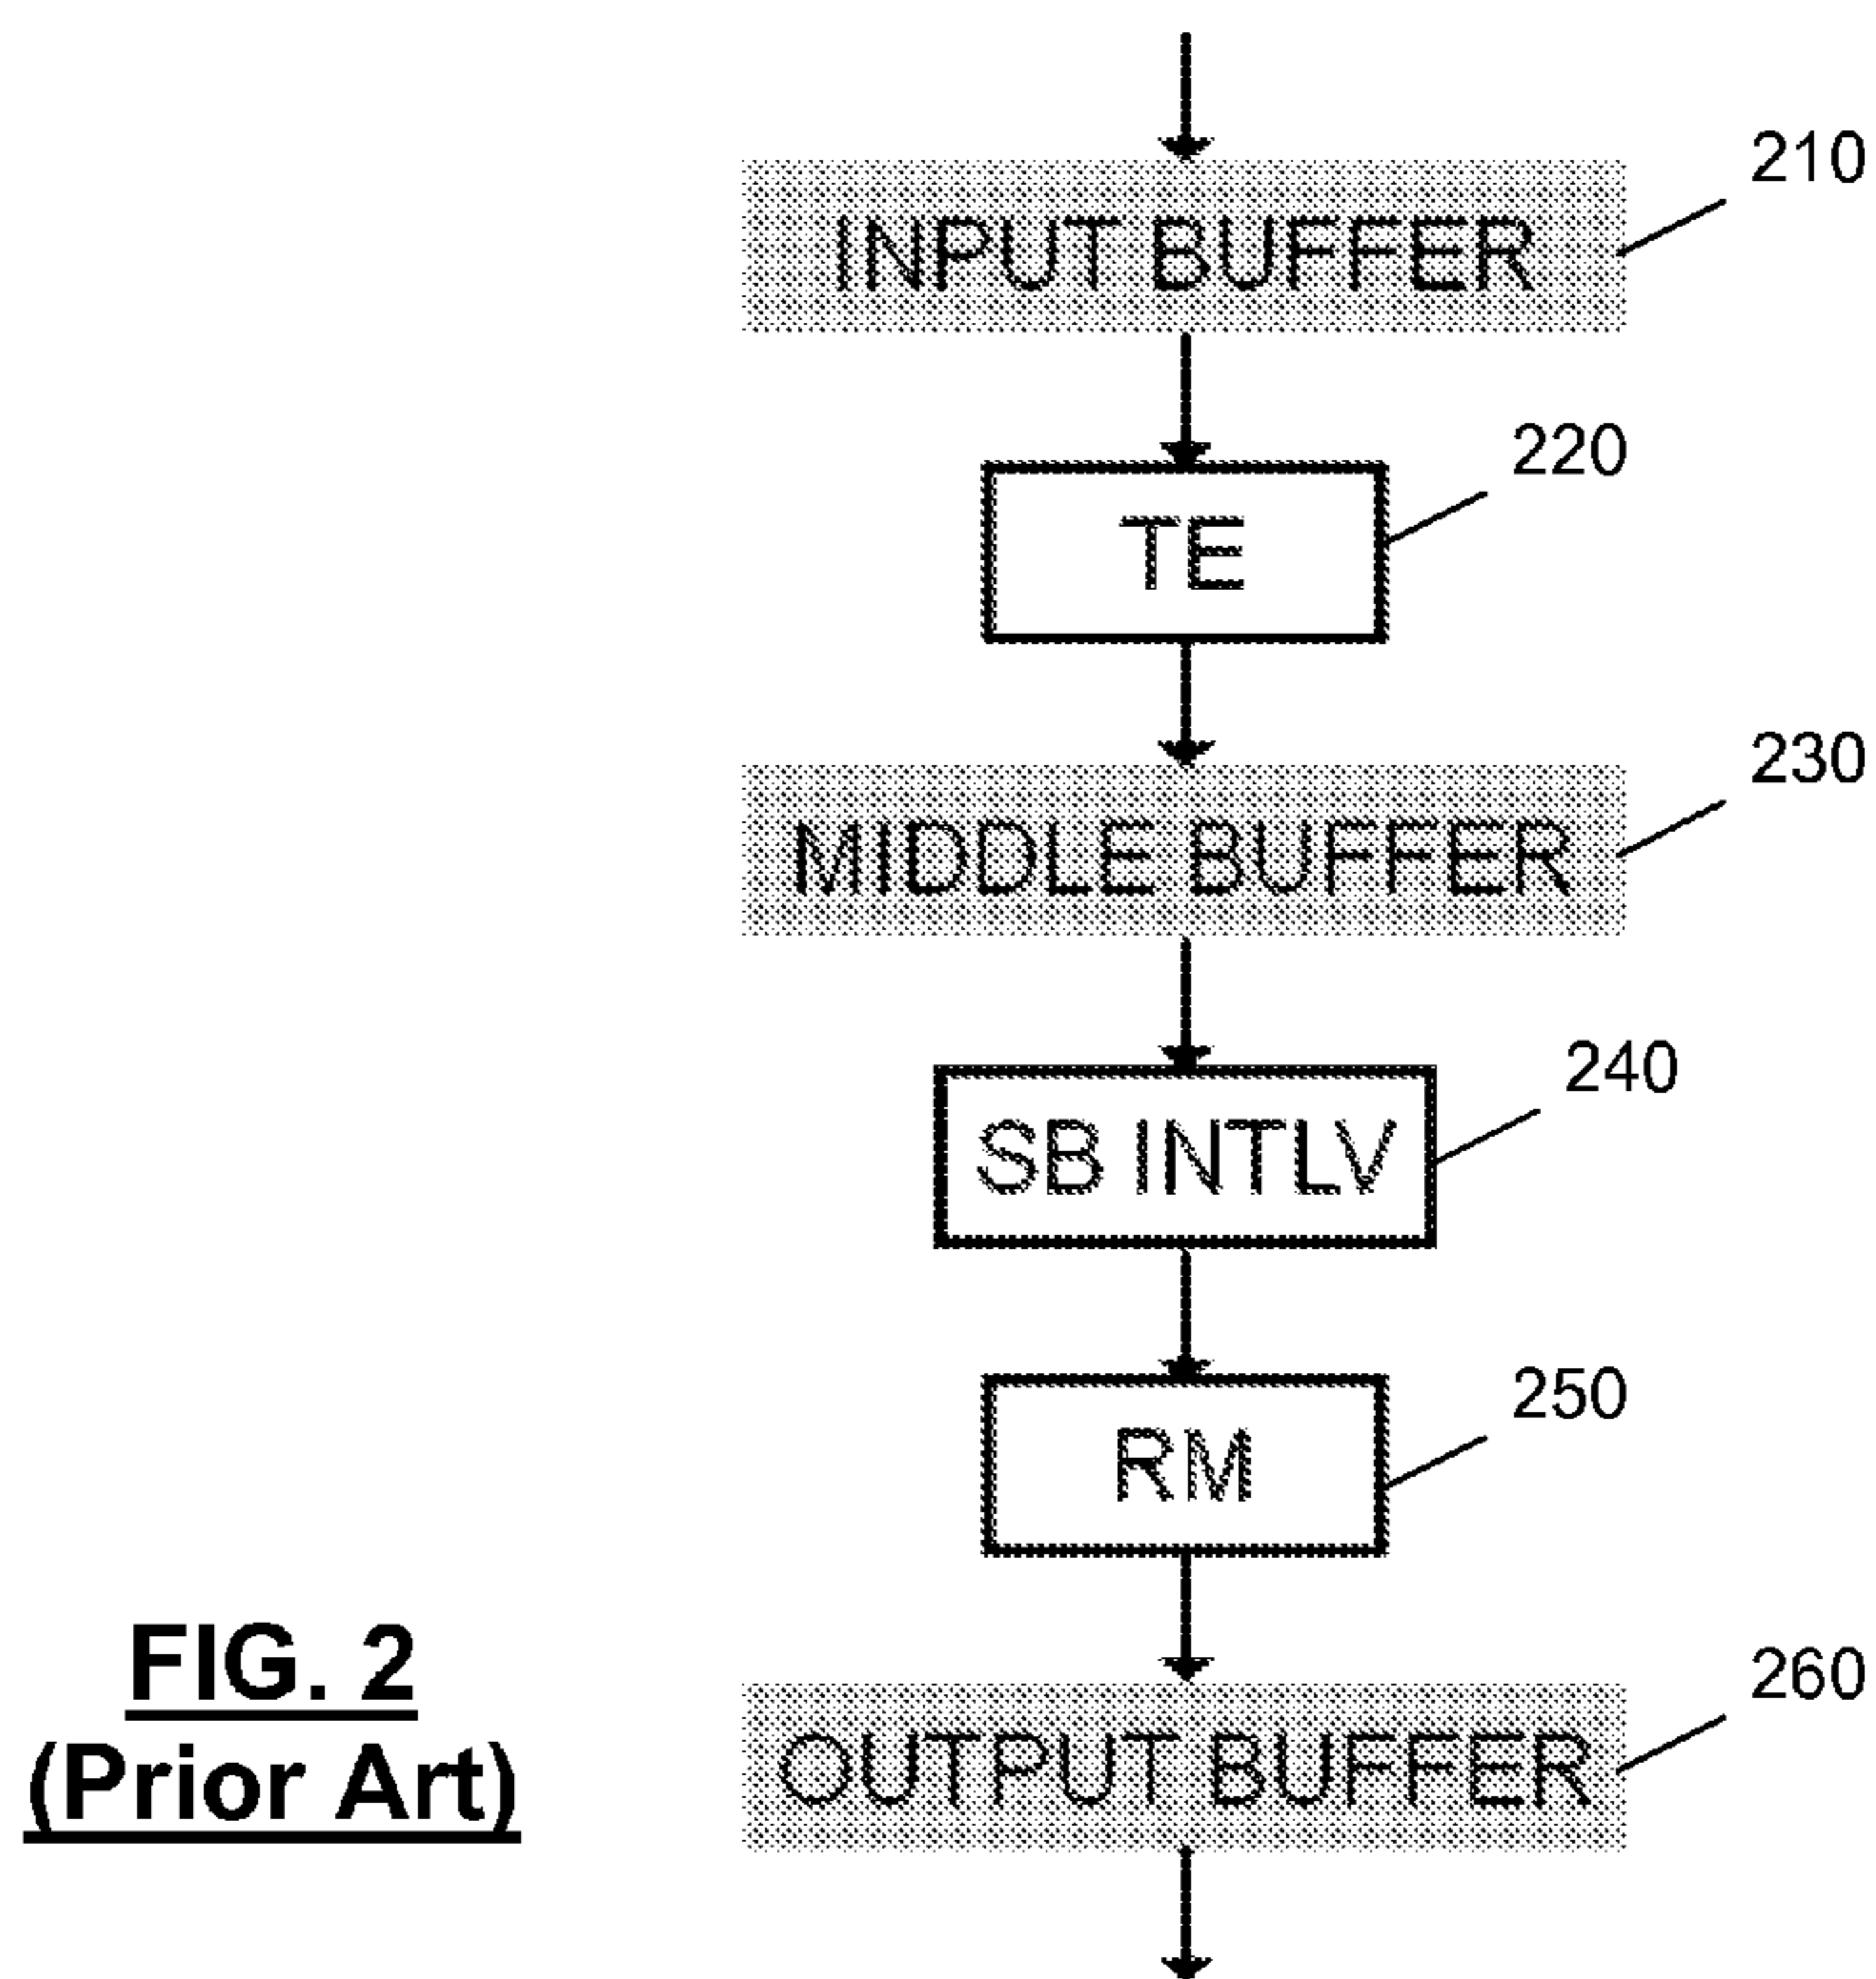 210
INPUT BUFFER
220
TE
230
MIDDLE BUFFER
240
SB INTLV
250
RM
260
OUTPUT BUFFER
FIG. 2
(Prior Art)